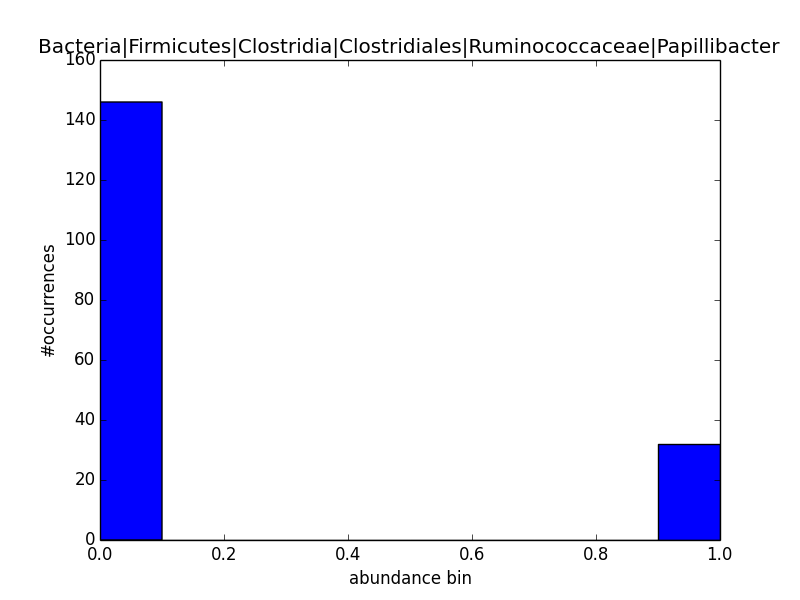 Bacteria|Firmicutes|Clostridia|Clostridiales|Ruminococcaceae|Papillibacter
160
140
120
100
80
60
40
20
0
#occurrences
0.0 0.2 0.4 0.6 0.8 1.0
abundance bin